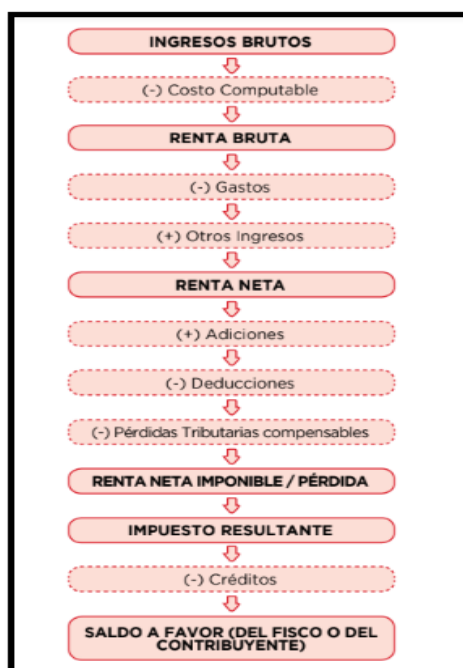 INGRESOS BRUTOS
(-) Costo Computable
RENTA BRUTA
(-) Gastos
(+) Otros Ingresos
RENTA NETA
(+) Adiciones
(-) Deducciones
(-) Pérdidas Tributarias compensables
RENTA NETA IMPONIBLE / PÉRDIDA
IMPUESTO RESULTANTE
(-) Créditos
SALDO A FAVOR (DEL FISCO O DEL
CONTRIBUYENTE)